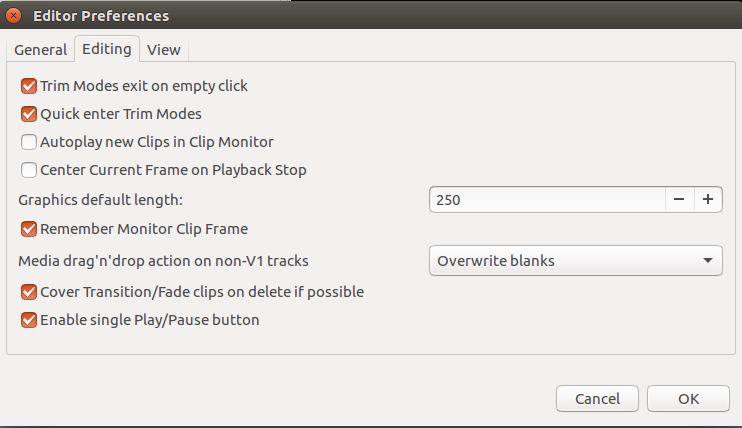 Editor Preferences
General Editing View
Trim Modes exit on empty click
Quick enter Trim Modes
Autoplay new Clips in Clip Monitor
Center Current Frame on Playback Stop
Graphics default length: 250
Remember Monitor Clip Frame
Media drag'n'drop action on non-V1 tracks Overwrite blanks
Cover Transition/Fade clips on delete if possible
Enable single Play/Pause button
Cancel OK